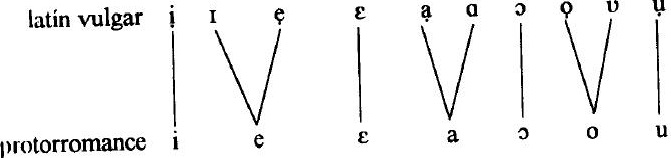 latín vulgar ị ɪ ẹ ɛ ạ ɑ ɔ ọ ʋ ụ
protorromance i e ɛ a ɔ o u